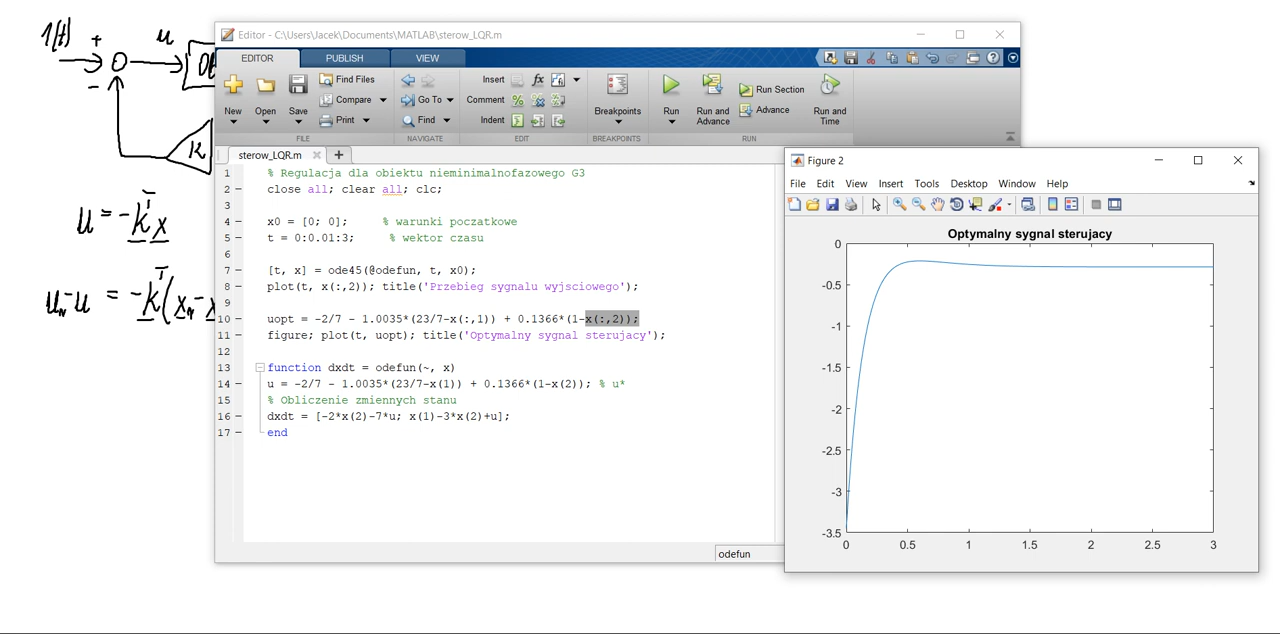 1(t) + u
-
K
u = -k^T x
u_n - u = -k^T(x_n - x
Editor - C:\Users\Jacek\Documents\MATLAB\sterow_LQR.m
EDITOR PUBLISH VIEW
New Open Save Find Files Compare Print
Go To Find
Insert fx
Comment
Indent
Breakpoints
Run Run and Advance Run Section Advance Run and Time
FILE NAVIGATE EDIT BREAKPOINTS RUN
sterow_LQR.m
1 % Regulacja dla obiektu nieminimalnofazowego G3
2 - close all; clear all; clc;
3
4 - x0 = [0; 0]; % warunki poczatkowe
5 - t = 0:0.01:3; % wektor czasu
6
7 - [t, x] = ode45(@odefun, t, x0);
8 - plot(t, x(:,2)); title('Przebieg sygnalu wyjsciowego');
9
10 - uopt = -2/7 - 1.0035*(23/7-x(:,1)) + 0.1366*(1-x(:,2));
11 - figure; plot(t, uopt); title('Optymalny sygnal sterujacy');
12
13 function dxdt = odefun(~, x)
14 - u = -2/7 - 1.0035*(23/7-x(1)) + 0.1366*(1-x(2)); % u*
15 % Obliczenie zmiennych stanu
16 - dxdt = [-2*x(2)-7*u; x(1)-3*x(2)+u];
17 - end
odefun
Figure 2
File Edit View Insert Tools Desktop Window Help
Optymalny sygnal sterujacy
0
-0.5
-1
-1.5
-2
-2.5
-3
-3.5
0 0.5 1 1.5 2 2.5 3